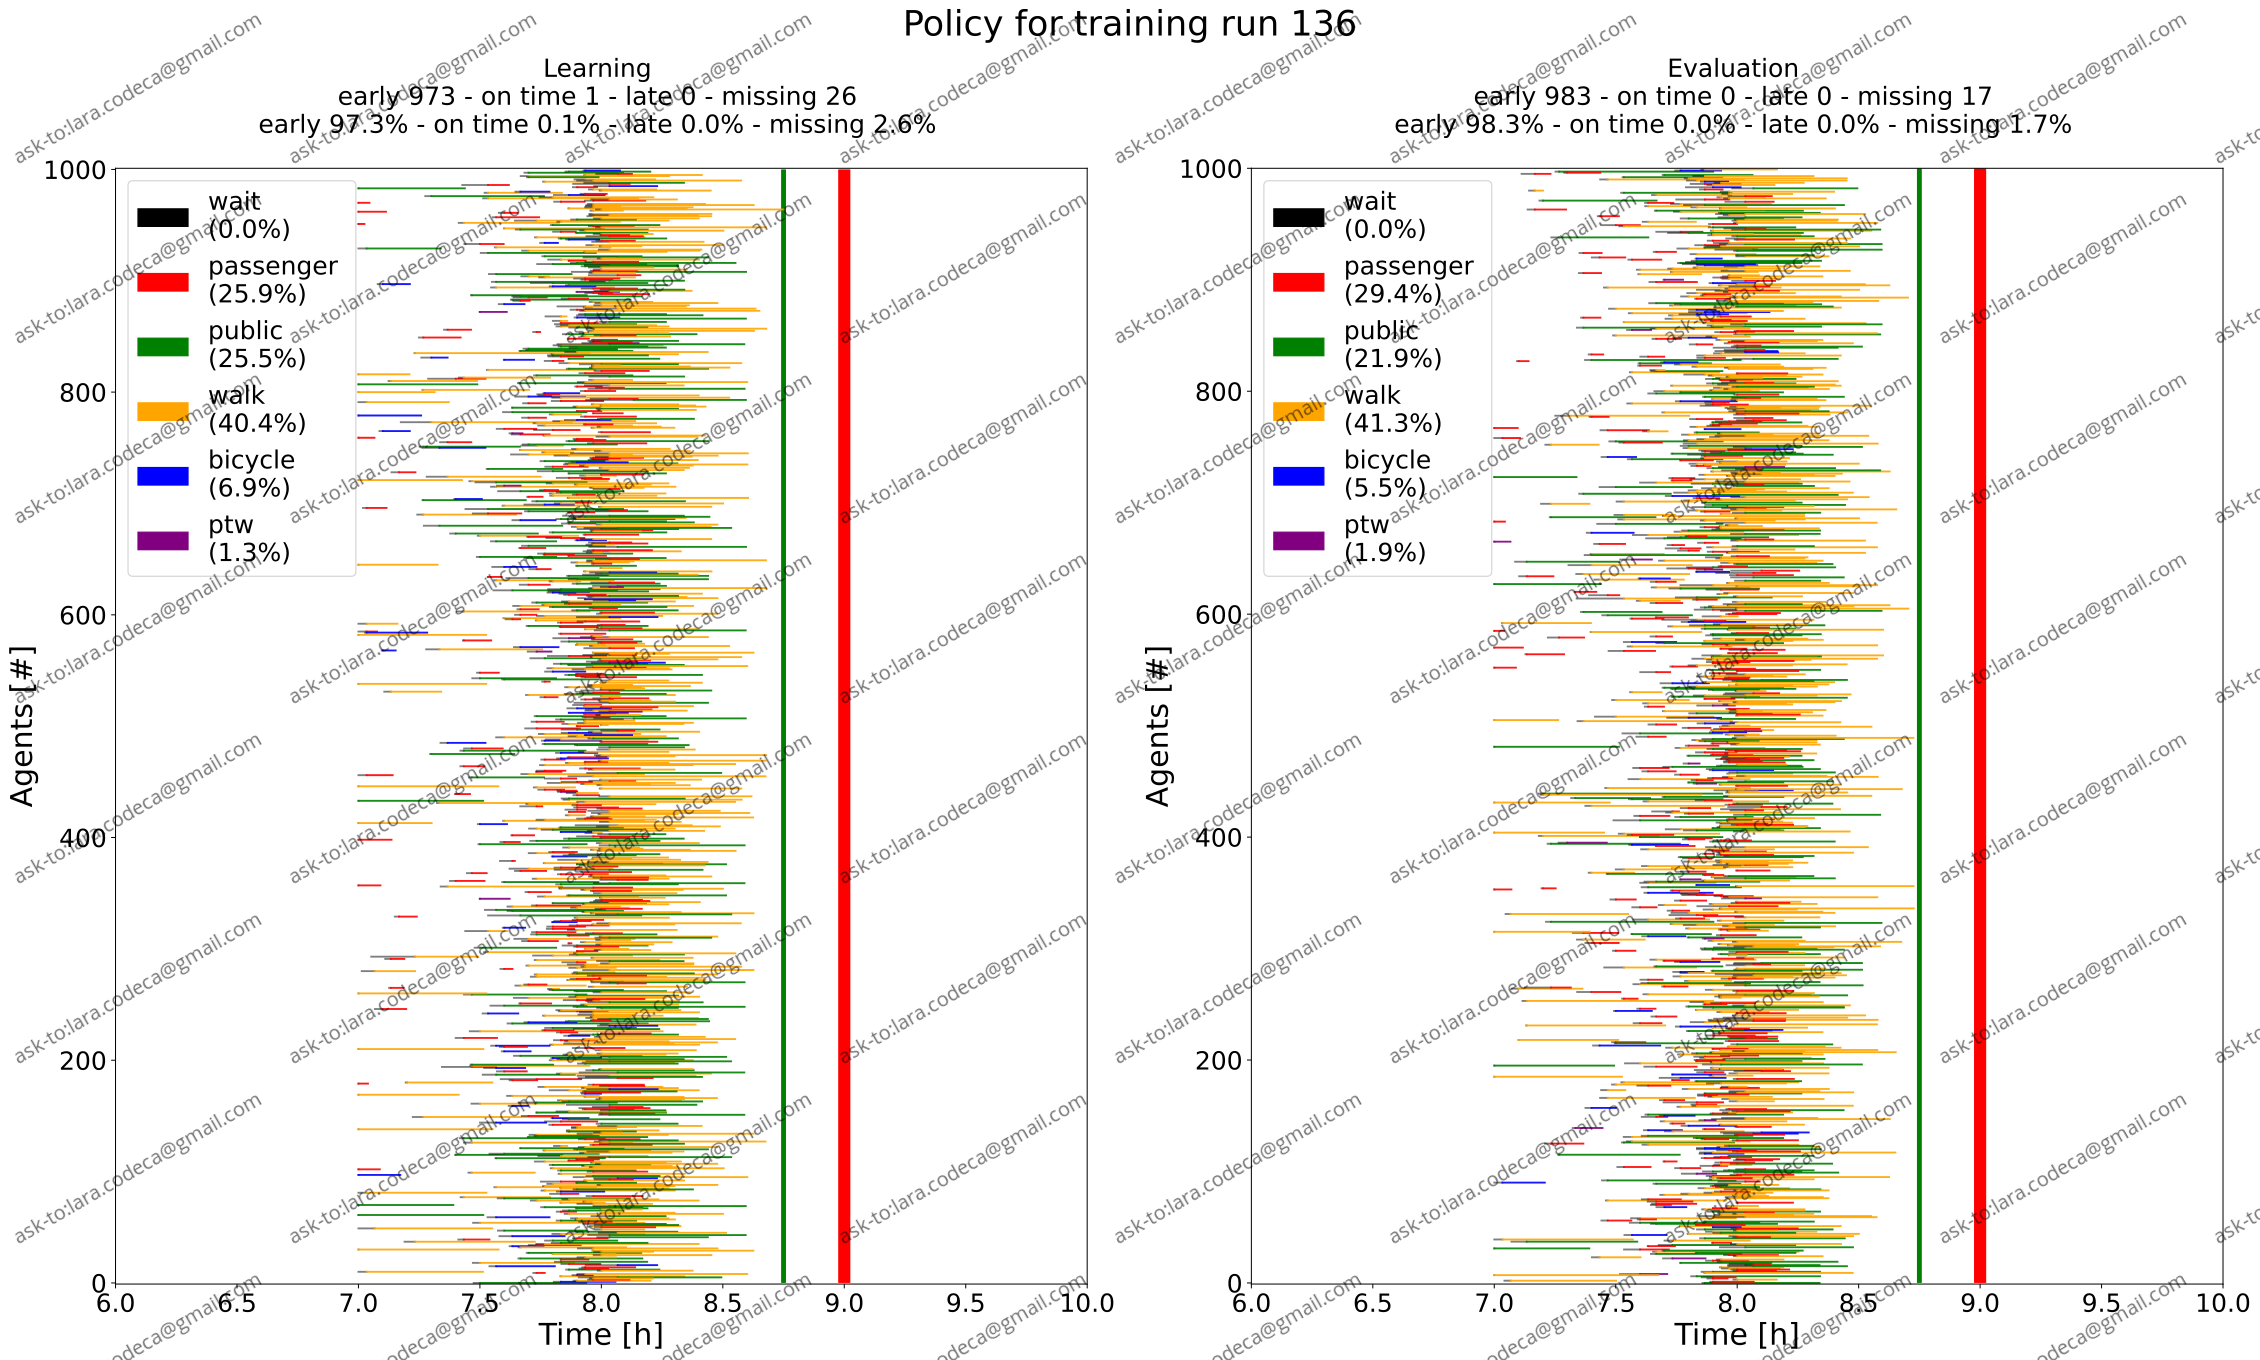 Policy for training run 136
Learning
early 973 - on time 1 - late 0 - missing 26
early 97.3% - on time 0.1% - late 0.0% - missing 2.6%
Agents [#]
1000
800
600
400
200
0
wait
(0.0%)
passenger
(25.9%)
public
(25.5%)
walk
(40.4%)
bicycle
(6.9%)
ptw
(1.3%)
6.0 6.5 7.0 7.5 8.0 8.5 9.0 9.5 10.0
Time [h]
Evaluation
early 983 - on time 0 - late 0 - missing 17
early 98.3% - on time 0.0% - late 0.0% - missing 1.7%
Agents [#]
1000
800
600
400
200
0
wait
(0.0%)
passenger
(29.4%)
public
(21.9%)
walk
(41.3%)
bicycle
(5.5%)
ptw
(1.9%)
6.0 6.5 7.0 7.5 8.0 8.5 9.0 9.5 10.0
Time [h]
ask-to:lara.codeca@gmail.com